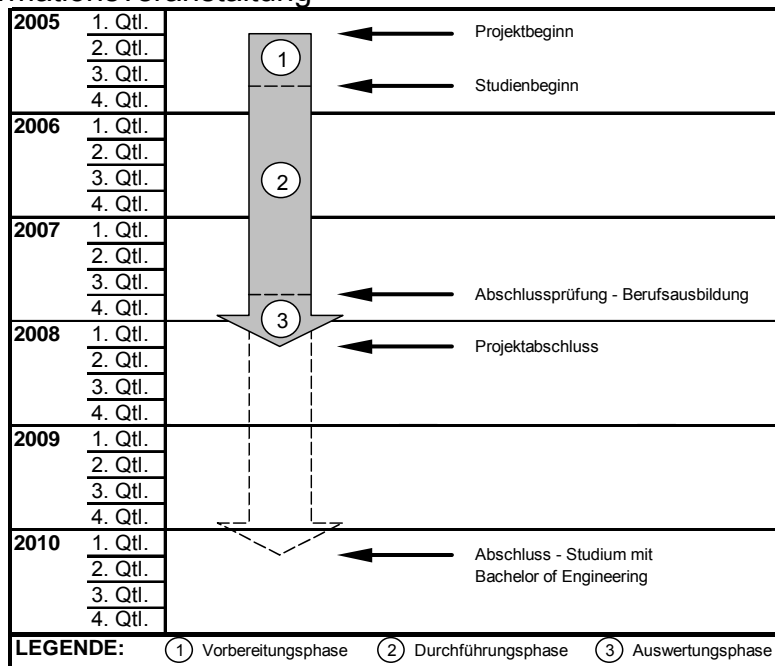 2005 1. Qtl. Projektbeginn
2. Qtl.
1
3. Qtl. Studienbeginn
4. Qtl.
2006 1. Qtl.
2. Qtl.
3. Qtl.
2
4. Qtl.
2007 1. Qtl.
2. Qtl.
3. Qtl.
4. Qtl. Abschlussprüfung - Berufsausbildung
3
2008 1. Qtl.
2. Qtl. Projektabschluss
3. Qtl.
4. Qtl.
2009 1. Qtl.
2. Qtl.
3. Qtl.
4. Qtl.
2010 1. Qtl. Abschluss - Studium mit
2. Qtl. Bachelor of Engineering
3. Qtl.
4. Qtl.
LEGENDE: 1 Vorbereitungsphase 2 Durchführungsphase 3 Auswertungsphase